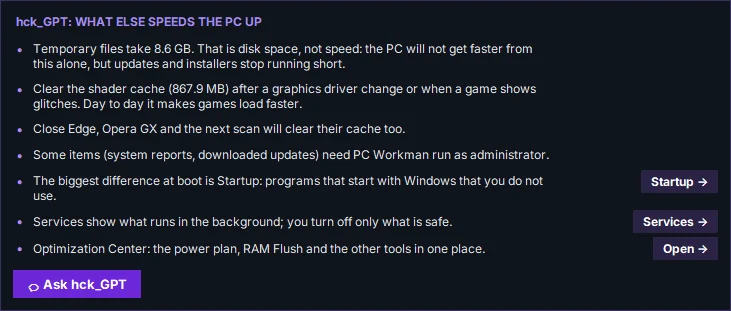 hck_GPT: WHAT ELSE SPEEDS THE PC UP
• Temporary files take 8.6 GB. That is disk space, not speed: the PC will not get faster from
this alone, but updates and installers stop running short.
• Clear the shader cache (867.9 MB) after a graphics driver change or when a game shows
glitches. Day to day it makes games load faster.
• Close Edge, Opera GX and the next scan will clear their cache too.
• Some items (system reports, downloaded updates) need PC Workman run as administrator.
• The biggest difference at boot is Startup: programs that start with Windows that you do not
use.
Startup →
• Services show what runs in the background; you turn off only what is safe.
Services →
• Optimization Center: the power plan, RAM Flush and the other tools in one place.
Open →
Ask hck_GPT